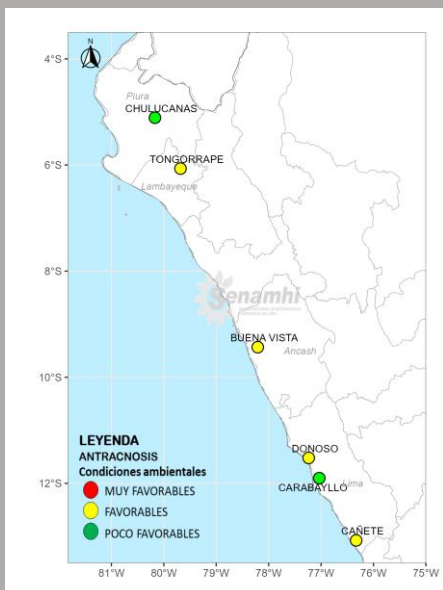 N
4°S
Piura
CHULUCANAS
TONGORRAPE
6°S
Lambayeque
8°S
Senamhi
BUENA VISTA
Ancash
10°S
LEYENDA
ANTRACNOSIS
Condiciones ambientales
MUY FAVORABLES
FAVORABLES
POCO FAVORABLES
DONOSO
Lima
CARABAYLLO
12°S
CAÑETE
81°W 80°W 79°W 78°W 77°W 76°W 75°W